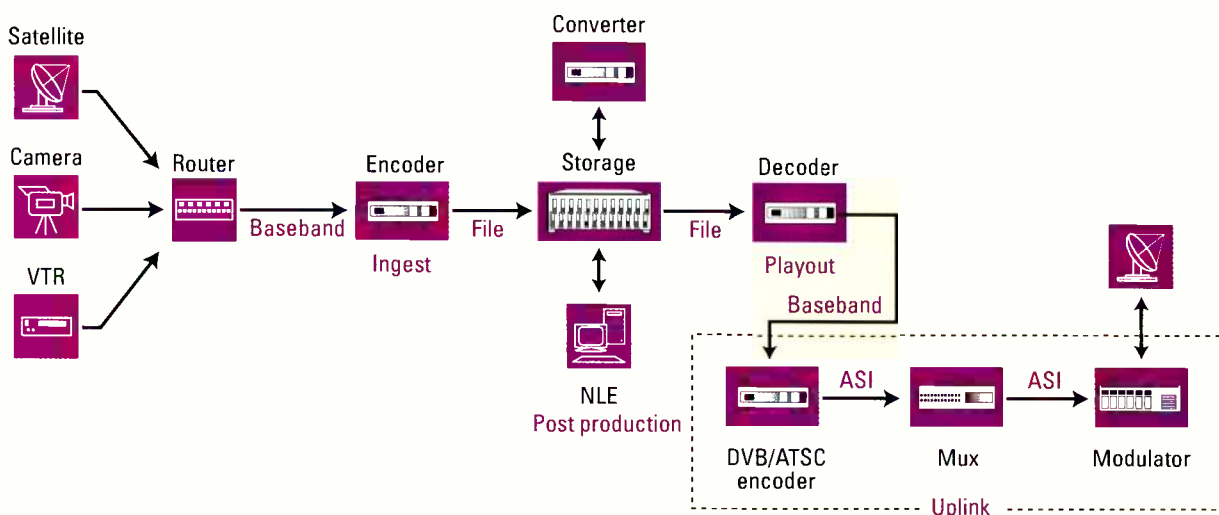 Satellite
Camera
VTR
Router
Baseband
Encoder
Ingest
File
Converter
Storage
NLE
Post production
File
Decoder
Playout
Baseband
DVB/ATSC
encoder
ASI
Mux
ASI
Modulator
Uplink